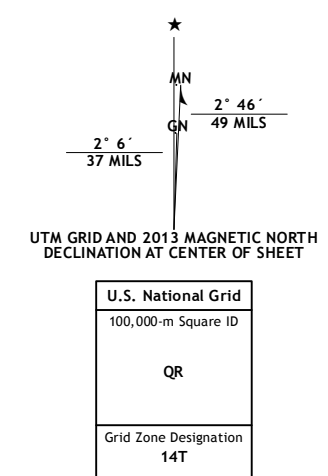 ★
MN
GN
2° 46´
49 MILS
2° 6´
37 MILS
UTM GRID AND 2013 MAGNETIC NORTH
DECLINATION AT CENTER OF SHEET
U.S. National Grid
100,000-m Square ID
QR
Grid Zone Designation
14T